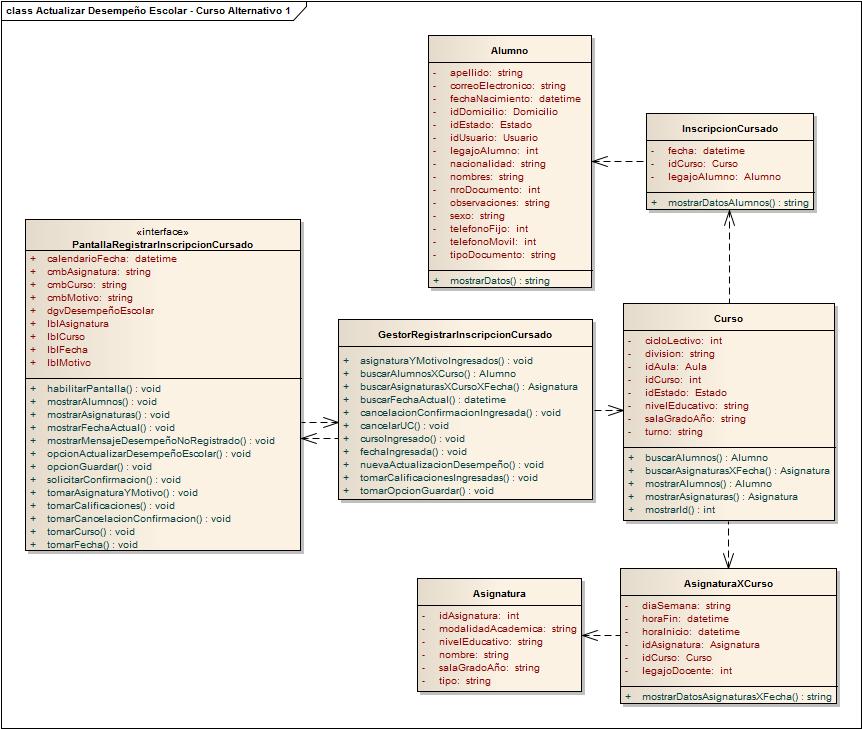 class Actualizar Desempeño Escolar - Curso Alternativo 1
Alumno
- apellido: string
- correoElectronico: string
- fechaNacimiento: datetime
- idDomicilio: Domicilio
- idEstado: Estado
- idUsuario: Usuario
- legajoAlumno: int
- nacionalidad: string
- nombres: string
- nroDocumento: int
- observaciones: string
- sexo: string
- telefonoFijo: int
- telefonoMovil: int
- tipoDocumento: string
+ mostrarDatos() : string
InscripcionCursado
- fecha: datetime
- idCurso: Curso
- legajoAlumno: Alumno
+ mostrarDatosAlumnos() : string
«interface»
PantallaRegistrarInscripcionCursado
+ calendarioFecha: datetime
+ cmbAsignatura: string
+ cmbCurso: string
+ cmbMotivo: string
+ dgvDesempeñoEscolar
+ lblAsignatura
+ lblCurso
+ lblFecha
+ lblMotivo
+ habilitarPantalla() : void
+ mostrarAlumnos() : void
+ mostrarAsignaturas() : void
+ mostrarFechaActual() : void
+ mostrarMensajeDesempeñoNoRegistrado() : void
+ opcionActualizarDesempeñoEscolar() : void
+ opcionGuardar() : void
+ solicitarConfirmacion() : void
+ tomarAsignaturaYMotivo() : void
+ tomarCalificaciones() : void
+ tomarCancelacionConfirmacion() : void
+ tomarCurso() : void
+ tomarFecha() : void
GestorRegistrarInscripcionCursado
+ asignaturaYMotivoIngresados() : void
+ buscarAlumnosXCurso() : Alumno
+ buscarAsignaturasXCursoXFecha() : Asignatura
+ buscarFechaActual() : datetime
+ cancelacionConfirmacionIngresada() : void
+ cancelarUC() : void
+ cursoIngresado() : void
+ fechaIngresada() : void
+ nuevaActualizacionDesempeño() : void
+ tomarCalificacionesIngresadas() : void
+ tomarOpcionGuardar() : void
Curso
- cicloLectivo: int
- division: string
- idAula: Aula
- idCurso: int
- idEstado: Estado
- nivelEducativo: string
- salaGradoAño: string
- turno: string
+ buscarAlumnos() : Alumno
+ buscarAsignaturasXFecha() : Asignatura
+ mostrarAlumnos() : Alumno
+ mostrarAsignaturas() : Asignatura
+ mostrarId() : int
Asignatura
- idAsignatura: int
- modalidadAcademica: string
- nivelEducativo: string
- nombre: string
- salaGradoAño: string
- tipo: string
AsignaturaXCurso
- diaSemana: string
- horaFin: datetime
- horaInicio: datetime
- idAsignatura: Asignatura
- idCurso: Curso
- legajoDocente: int
+ mostrarDatosAsignaturasXFecha() : string